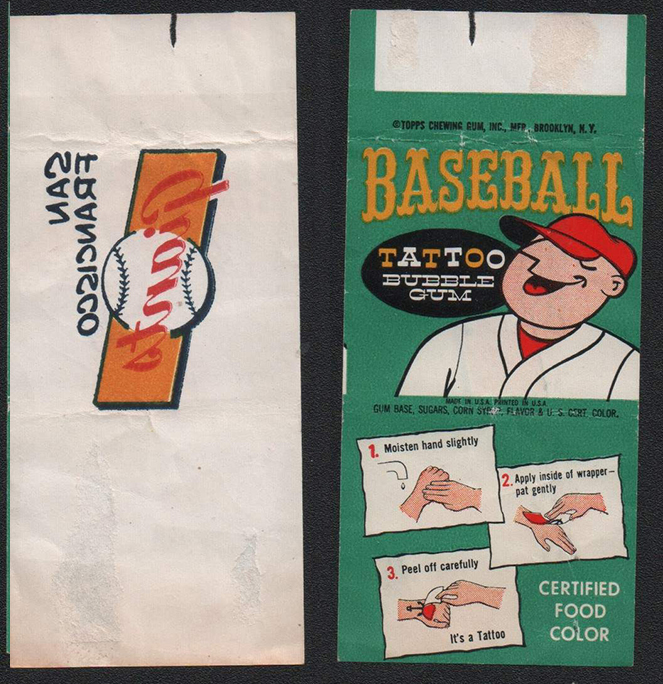 SAN
FRANCISCO
Giants
©TOPPS CHEWING GUM, INC., MFR. BROOKLYN, N.Y.
BASEBALL
TATTOO
BUBBLE
GUM
MADE IN U.S.A. PRINTED IN U.S.A.
GUM BASE, SUGARS, CORN SYRUP, FLAVOR & U.S. CERT. COLOR.
1. Moisten hand slightly
2. Apply inside of wrapper—
pat gently
3. Peel off carefully
It's a Tattoo
CERTIFIED
FOOD
COLOR